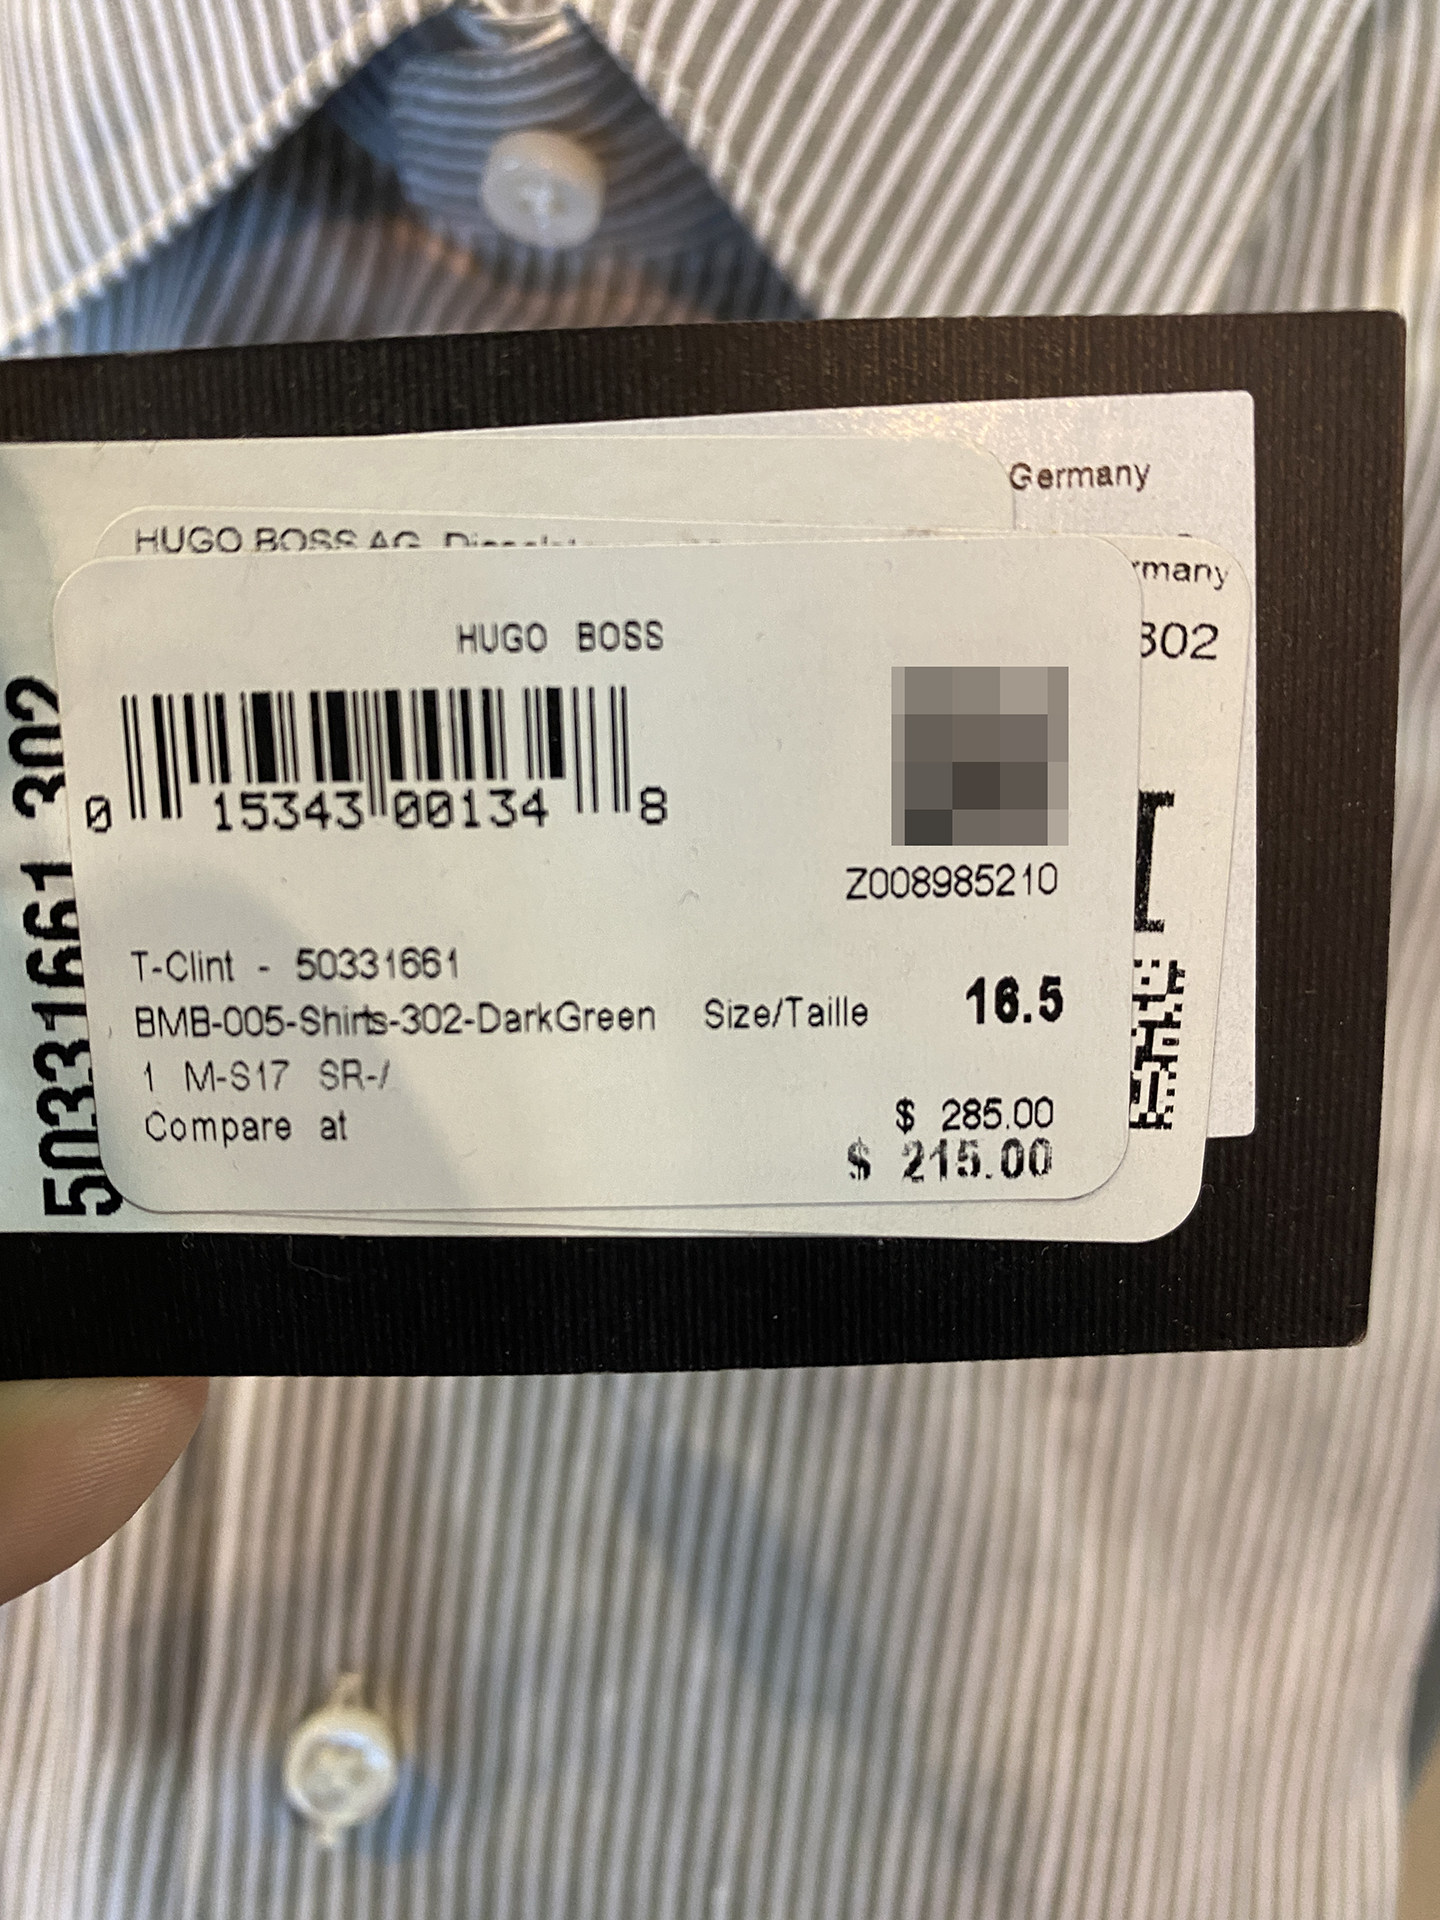 Germany
HUGO BOSS AG
rmany
302
HUGO BOSS
0 15343 00134 8
Z008985210
T-Clint - 50331661
BMB-005-Shirts-302-DarkGreen Size/Taille 16.5
1 M-S17 SR-/
Compare at $ 285.00
$ 215.00
50331661 302